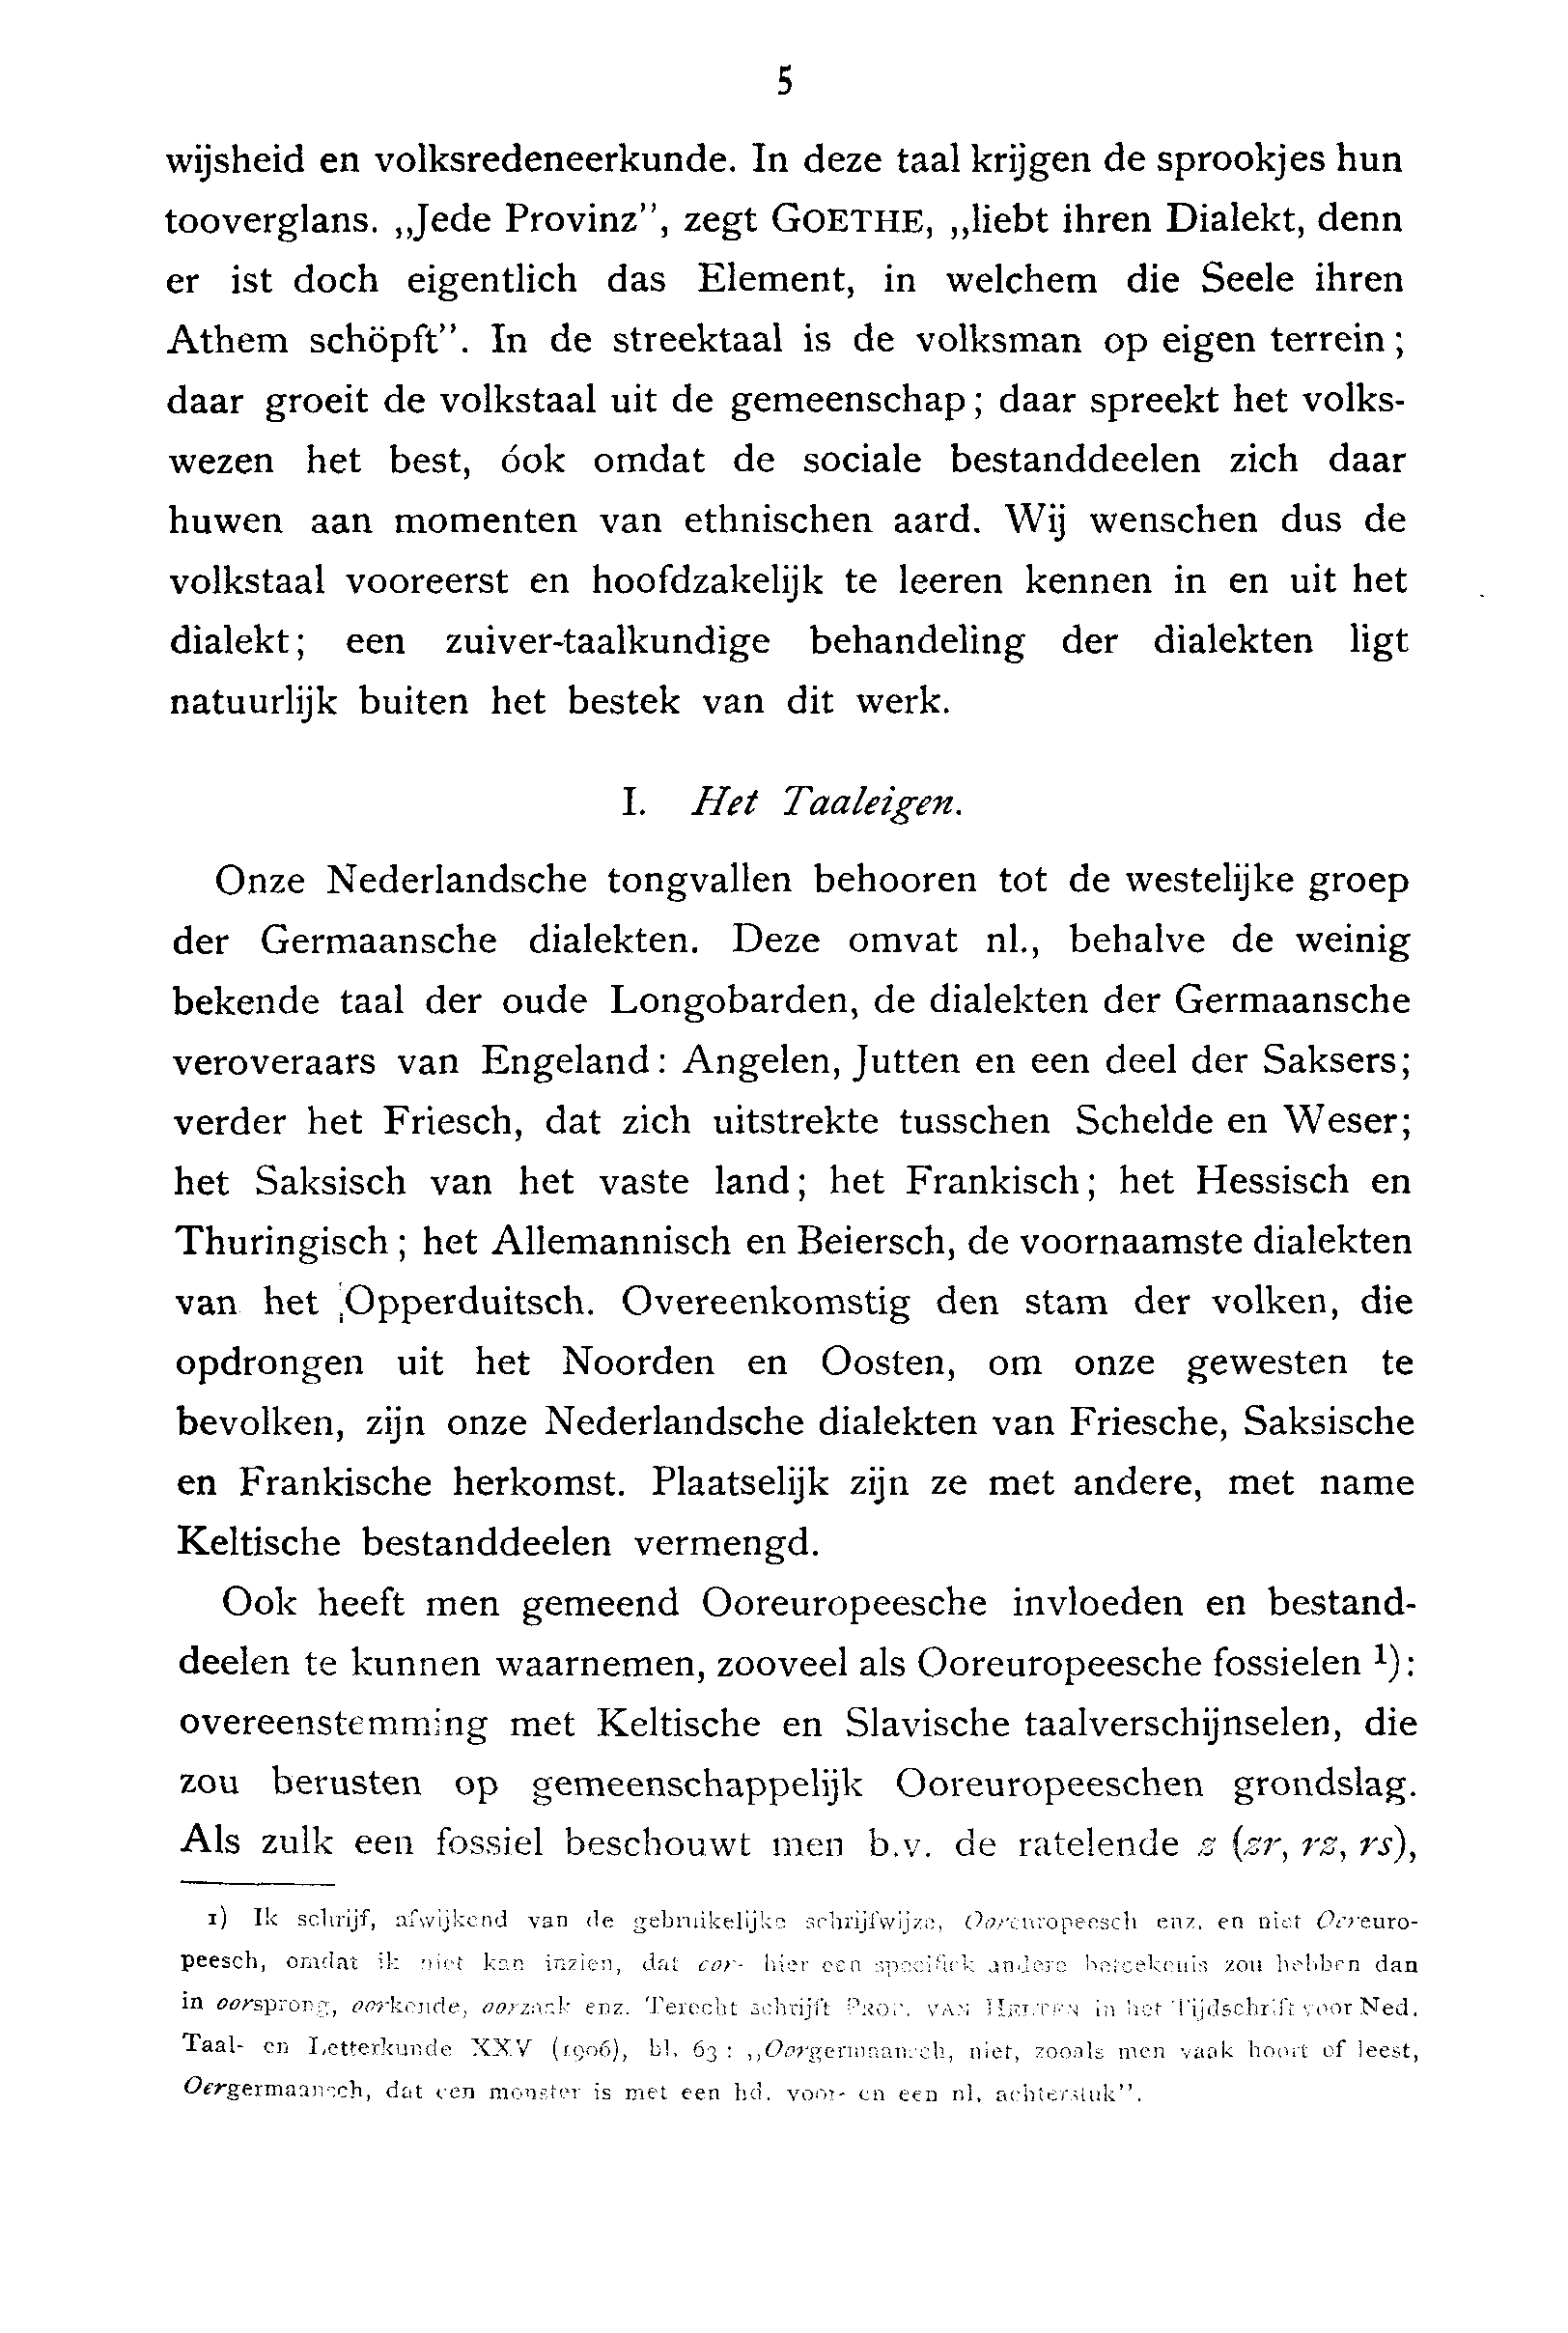 5
wijsheid en volksredeneerkunde. In deze taal krijgen de sprookjes hun
tooverglans. „Jede Provinz”, zegt GOETHE, „liebt ihren Dialekt, denn
er ist doch eigentlich das Element, in welchem die Seele ihren
Athem schöpft”. In de streektaal is de volksman op eigen terrein;
daar groeit de volkstaal uit de gemeenschap; daar spreekt het volks-
wezen het best, óok omdat de sociale bestanddeelen zich daar
huwen aan momenten van ethnischen aard. Wij wenschen dus de
volkstaal vooreerst en hoofdzakelijk te leeren kennen in en uit het
dialekt; een zuiver-taalkundige behandeling der dialekten ligt
natuurlijk buiten het bestek van dit werk.
I. Het Taaleigen.
Onze Nederlandsche tongvallen behooren tot de westelijke groep
der Germaansche dialekten. Deze omvat nl., behalve de weinig
bekende taal der oude Longobarden, de dialekten der Germaansche
veroveraars van Engeland: Angelen, Jutten en een deel der Saksers;
verder het Friesch, dat zich uitstrekte tusschen Schelde en Weser;
het Saksisch van het vaste land; het Frankisch; het Hessisch en
Thuringisch; het Allemannisch en Beiersch, de voornaamste dialekten
van het Opperduitsch. Overeenkomstig den stam der volken, die
opdrongen uit het Noorden en Oosten, om onze gewesten te
bevolken, zijn onze Nederlandsche dialekten van Friesche, Saksische
en Frankische herkomst. Plaatselijk zijn ze met andere, met name
Keltische bestanddeelen vermengd.
Ook heeft men gemeend Ooreuropeesche invloeden en bestand-
deelen te kunnen waarnemen, zooveel als Ooreuropeesche fossielen ¹):
overeenstemming met Keltische en Slavische taalverschijnselen, die
zou berusten op gemeenschappelijk Ooreuropeeschen grondslag.
Als zulk een fossiel beschouwt men b.v. de ratelende z (zr, rz, rs),
1) Ik schrijf, afwijkend van de gebruikelijke schrijfwijze, Ooreuropeesch enz. en niet Oereuro-
peesch, omdat ik niet kan inzien, dat oor- hier een specifiek andere beteekenis zou hebben dan
in oorsprong, oorkonde, oorzaak enz. Terecht schrijft PROF. VAN HELTEN in het Tijdschrift voor Ned.
Taal- en Letterkunde XXV (1906), bl. 63: „Oorgermaansch, niet, zooals men vaak hoort of leest,
Oergermaansch, dat een monster is met een hd. voor- en een nl. achterstuk”.